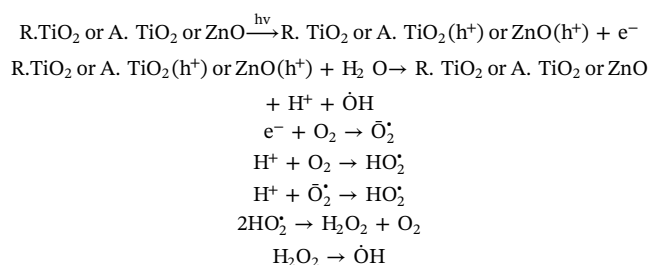 R.TiO₂ or A. TiO₂ or ZnO —hv→ R. TiO₂ or A. TiO₂(h⁺) or ZnO(h⁺) + e⁻
R.TiO₂ or A. TiO₂(h⁺) or ZnO(h⁺) + H₂ O→ R. TiO₂ or A. TiO₂ or ZnO
+ H⁺ + ȮH
e⁻ + O₂ → Ō₂•
H⁺ + O₂ → HO₂•
H⁺ + Ō₂• → HO₂•
2HO₂• → H₂O₂ + O₂
H₂O₂ → ȮH